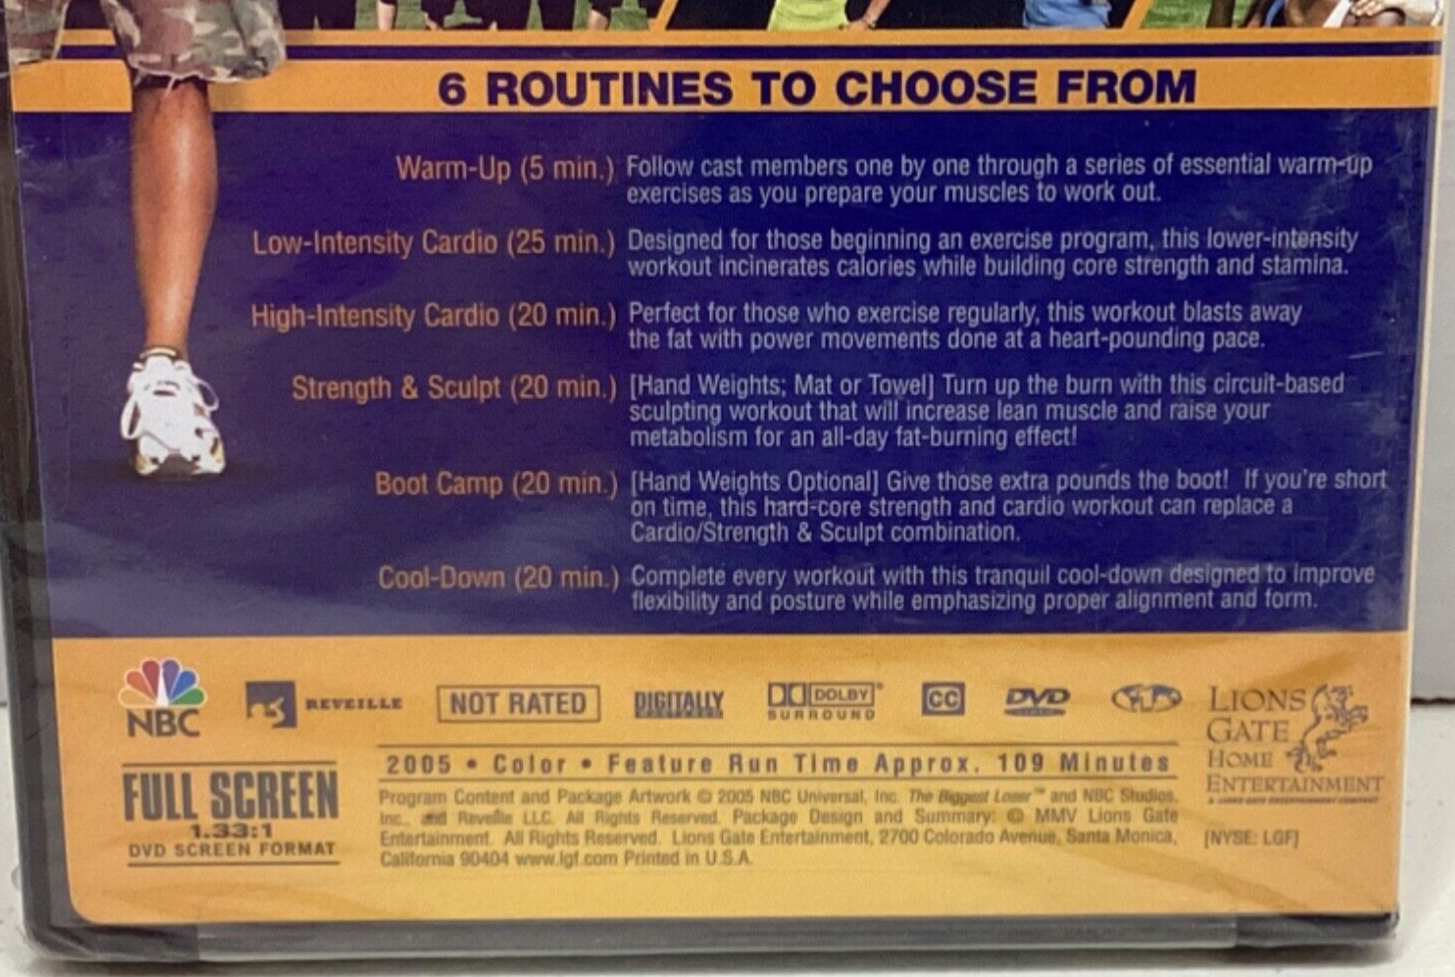 6 ROUTINES TO CHOOSE FROM
Warm-Up (5 min.) Follow cast members one by one through a series of essential warm-up
exercises as you prepare your muscles to work out.
Low-Intensity Cardio (25 min.) Designed for those beginning an exercise program, this lower-intensity
workout incinerates calories while building core strength and stamina.
High-Intensity Cardio (20 min.) Perfect for those who exercise regularly, this workout blasts away
the fat with power movements done at a heart-pounding pace.
Strength & Sculpt (20 min.) [Hand Weights; Mat or Towel] Turn up the burn with this circuit-based
sculpting workout that will increase lean muscle and raise your
metabolism for an all-day fat-burning effect!
Boot Camp (20 min.) [Hand Weights Optional] Give those extra pounds the boot! If you're short
on time, this hard-core strength and cardio workout can replace a
Cardio/Strength & Sculpt combination.
Cool-Down (20 min.) Complete every workout with this tranquil cool-down designed to improve
flexibility and posture while emphasizing proper alignment and form.
NBC
REVEILLE
NOT RATED
DIGITALLY
DOLBY®
SURROUND
CC
DVD
VIDEO
LIONS
GATE
HOME
ENTERTAINMENT
[NYSE: LGF]
FULL SCREEN
1.33:1
DVD SCREEN FORMAT
2005 • Color • Feature Run Time Approx. 109 Minutes
Program Content and Package Artwork © 2005 NBC Universal, Inc. The Biggest Loser™ and NBC Studios,
Inc., and Reveille LLC. All Rights Reserved. Package Design and Summary: © MMV Lions Gate
Entertainment. All Rights Reserved. Lions Gate Entertainment, 2700 Colorado Avenue, Santa Monica,
California 90404 www.lgf.com Printed in U.S.A.